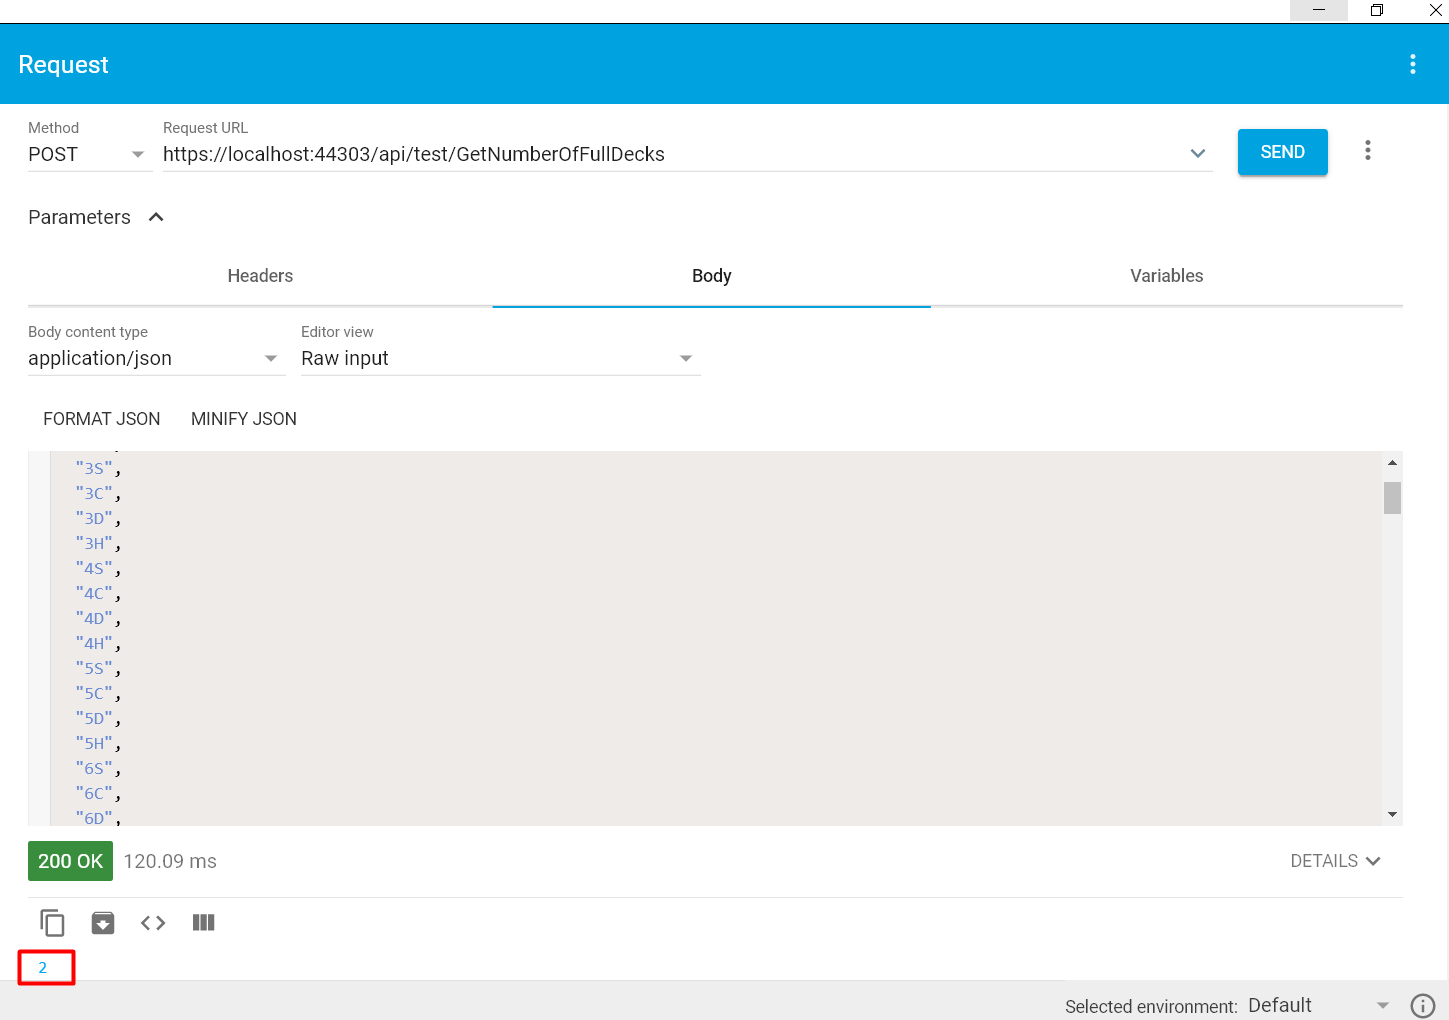 Request
Method
Request URL
POST
https://localhost:44303/api/test/GetNumberOfFullDecks
SEND
Parameters
Headers
Body
Variables
Body content type
Editor view
application/json
Raw input
FORMAT JSON
MINIFY JSON
"3S",
"3C",
"3D",
"3H",
"4S",
"4C",
"4D",
"4H",
"5S",
"5C",
"5D",
"5H",
"6S",
"6C",
"6D",
200 OK
120.09 ms
DETAILS
2
Selected environment:
Default